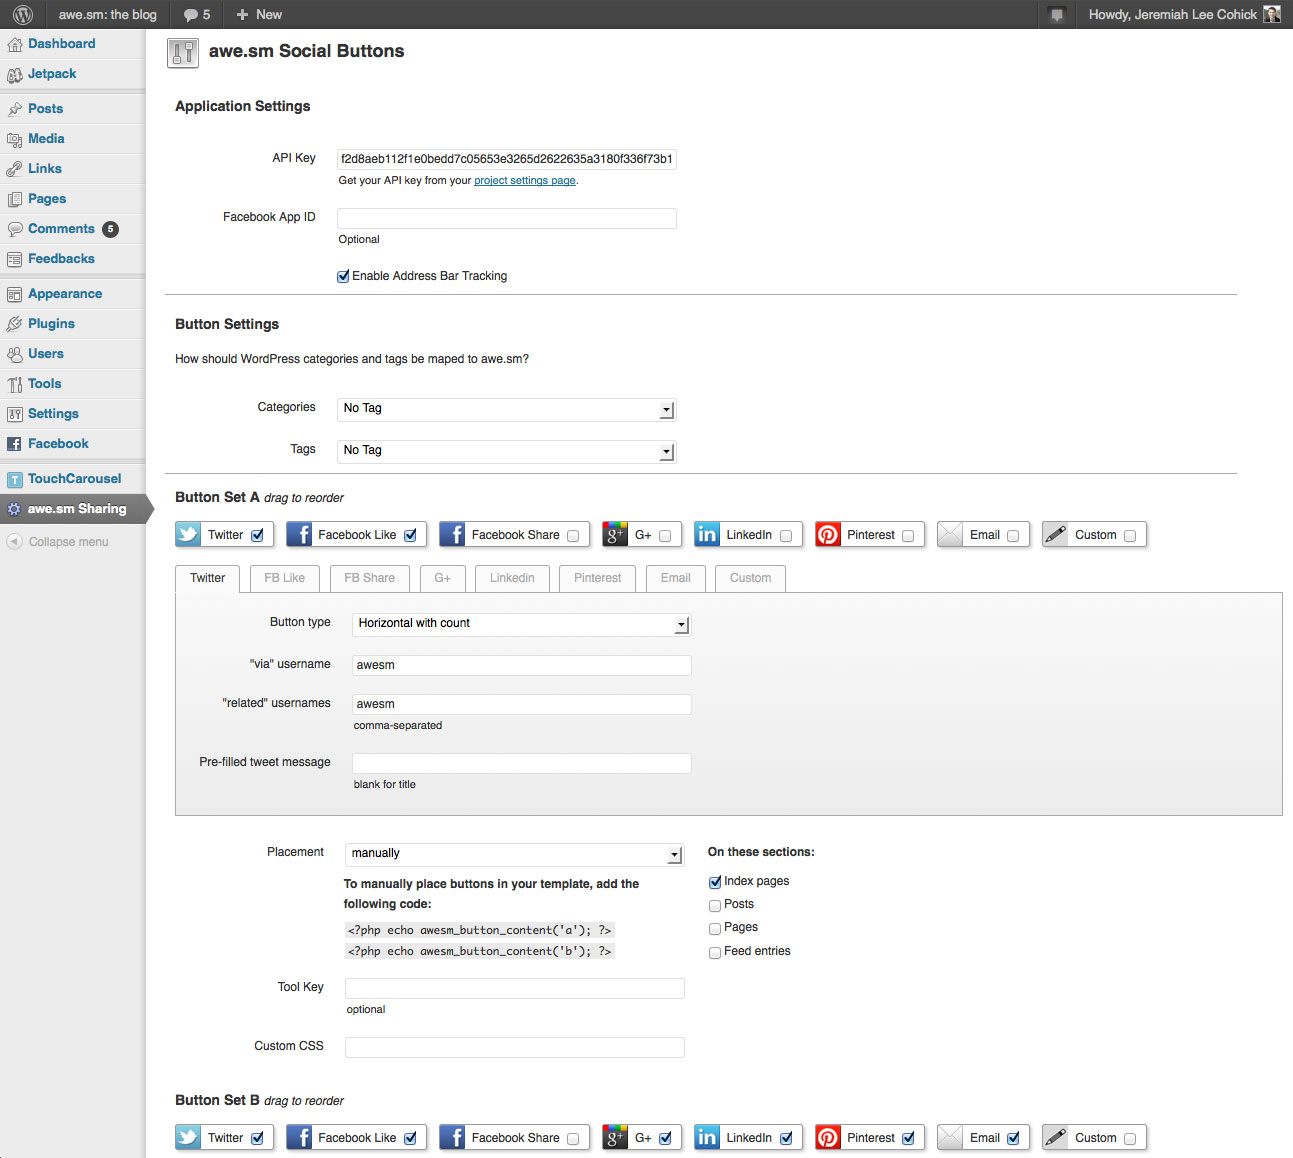 awe.sm: the blog
5
New
Howdy, Jeremiah Lee Cohick
Dashboard
Jetpack
Posts
Media
Links
Pages
Comments 5
Feedbacks
Appearance
Plugins
Users
Tools
Settings
Facebook
TouchCarousel
awe.sm Sharing
Collapse menu
awe.sm Social Buttons
Application Settings
API Key f2d8aeb112f1e0bedd7c05653e3265d2622635a3180f336f73b1
Get your API key from your project settings page.
Facebook App ID
Optional
Enable Address Bar Tracking
Button Settings
How should WordPress categories and tags be maped to awe.sm?
Categories No Tag
Tags No Tag
Button Set A drag to reorder
Twitter Facebook Like Facebook Share G+ LinkedIn Pinterest Email Custom
Twitter FB Like FB Share G+ Linkedin Pinterest Email Custom
Button type Horizontal with count
"via" username awesm
"related" usernames awesm
comma-separated
Pre-filled tweet message
blank for title
Placement manually
To manually place buttons in your template, add the
following code:
<?php echo awesm_button_content('a'); ?>
<?php echo awesm_button_content('b'); ?>
On these sections:
Index pages
Posts
Pages
Feed entries
Tool Key
optional
Custom CSS
Button Set B drag to reorder
Twitter Facebook Like Facebook Share G+ LinkedIn Pinterest Email Custom